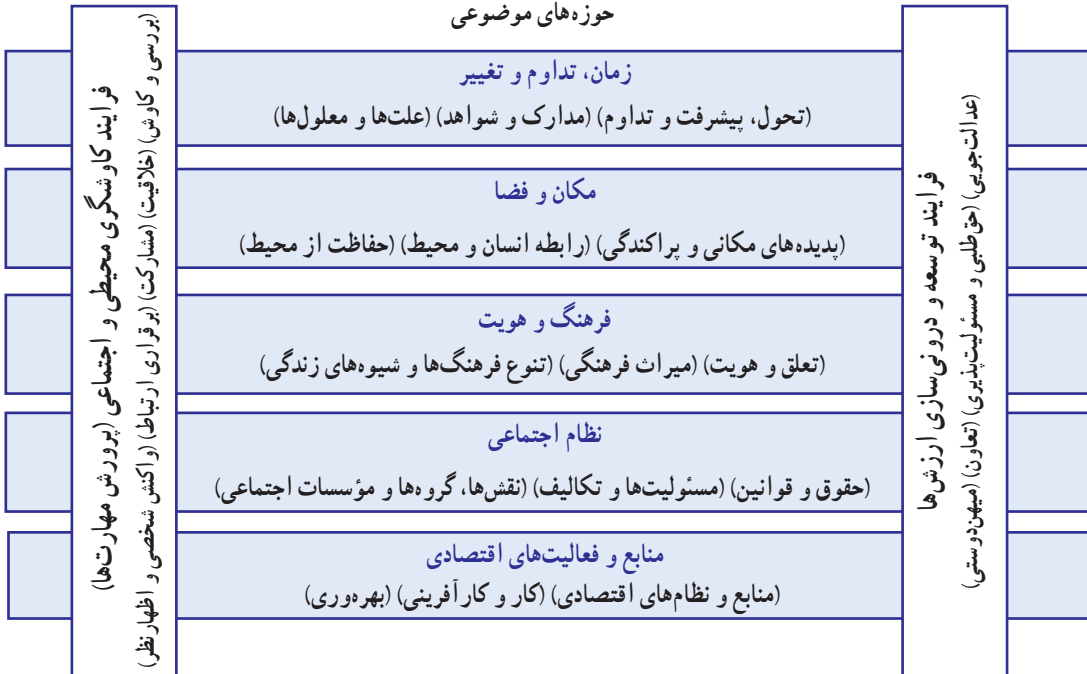 حوزه‌های موضوعی
فرایند توسعه و درونی‌سازی ارزش‌ها
(عدالت‌جویی) (حق‌طلبی و مسئولیت‌پذیری) (تعاون) (میهن‌دوستی)
زمان، تداوم و تغییر
(تحول، پیشرفت و تداوم) (مدارک و شواهد) (علت‌ها و معلول‌ها)
مکان و فضا
(پدیده‌های مکانی و پراکندگی) (رابطه انسان و محیط) (حفاظت از محیط)
فرهنگ و هویت
(تعلق و هویت) (میراث فرهنگی) (تنوع فرهنگ‌ها و شیوه‌های زندگی)
نظام اجتماعی
(حقوق و قوانین) (مسئولیت‌ها و تکالیف) (نقش‌ها، گروه‌ها و مؤسسات اجتماعی)
منابع و فعالیت‌های اقتصادی
(منابع و نظام‌های اقتصادی) (کار و کارآفرینی) (بهره‌وری)
فرایند کاوشگری محیطی و اجتماعی (پرورش مهارت‌ها)
(بررسی و کاوش) (خلاقیت) (مشارکت) (برقراری ارتباط) (واکنش شخصی و اظهارنظر)